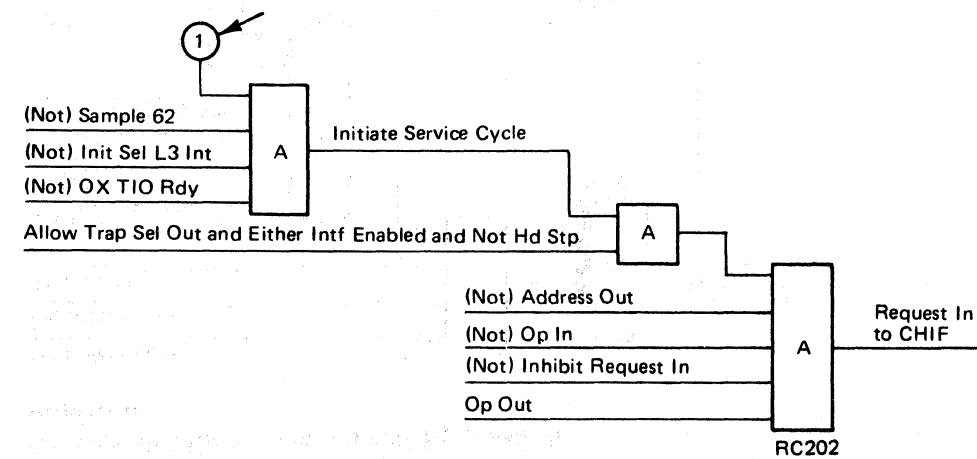 1
(Not) Sample 62
Initiate Service Cycle
(Not) Init Sel L3 Int
A
(Not) OX TIO Rdy
Allow Trap Sel Out and Either Intf Enabled and Not Hd Stp
A
(Not) Address Out
Request In
to CHIF
(Not) Op In
A
(Not) Inhibit Request In
Op Out
RC202